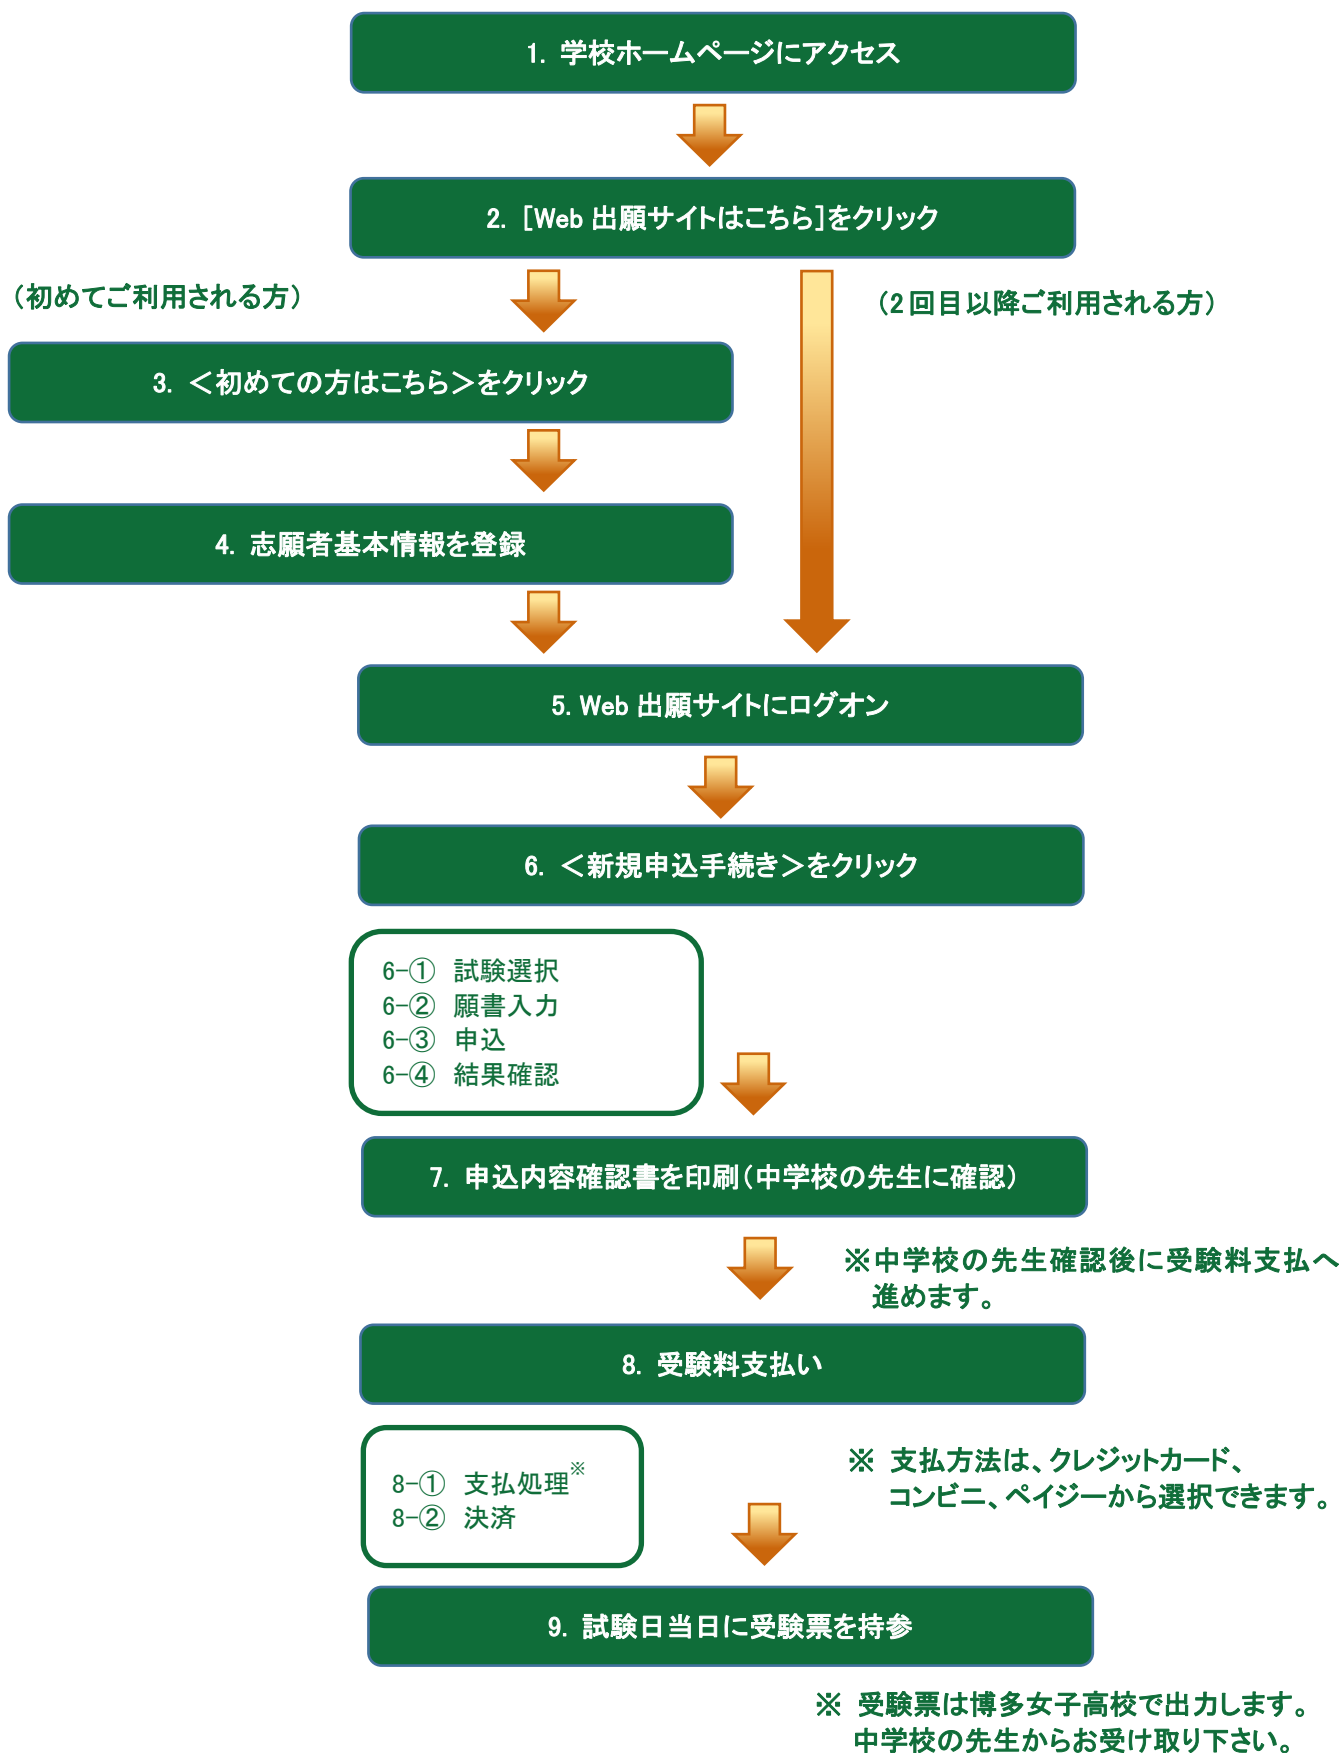 1. 学校ホームページにアクセス
2. [Web 出願サイトはこちら]をクリック
（初めてご利用される方）
（2回目以降ご利用される方）
3. ＜初めての方はこちら＞をクリック
4. 志願者基本情報を登録
5. Web 出願サイトにログオン
6. ＜新規申込手続き＞をクリック
6-① 試験選択
6-② 願書入力
6-③ 申込
6-④ 結果確認
7. 申込内容確認書を印刷（中学校の先生に確認）
※中学校の先生確認後に受験料支払へ
進めます。
8. 受験料支払い
8-① 支払処理※
8-② 決済
※ 支払方法は、クレジットカード、
コンビニ、ペイジーから選択できます。
9. 試験日当日に受験票を持参
※ 受験票は博多女子高校で出力します。
中学校の先生からお受け取り下さい。